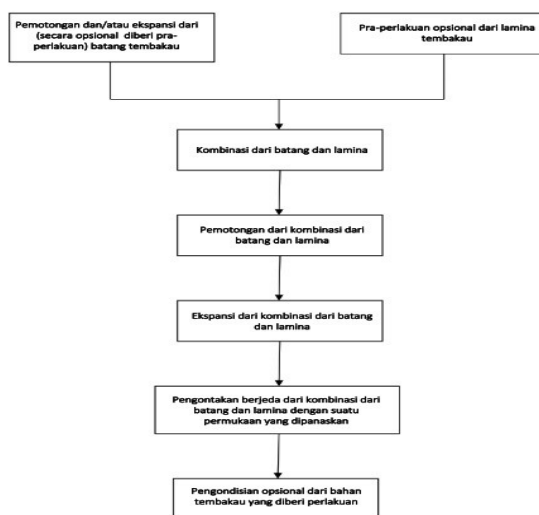 Pemotongan dan/atau ekspansi dari
(secara opsional diberi pra-
perlakuan) batang tembakau
Pra-perlakuan opsional dari lamina
tembakau
Kombinasi dari batang dan lamina
Pemotongan dari kombinasi dari
batang dan lamina
Ekspansi dari kombinasi dari batang
dan lamina
Pengontakan berjeda dari kombinasi dari
batang dan lamina dengan suatu
permukaan yang dipanaskan
Pengondisian opsional dari bahan
tembakau yang diberi perlakuan